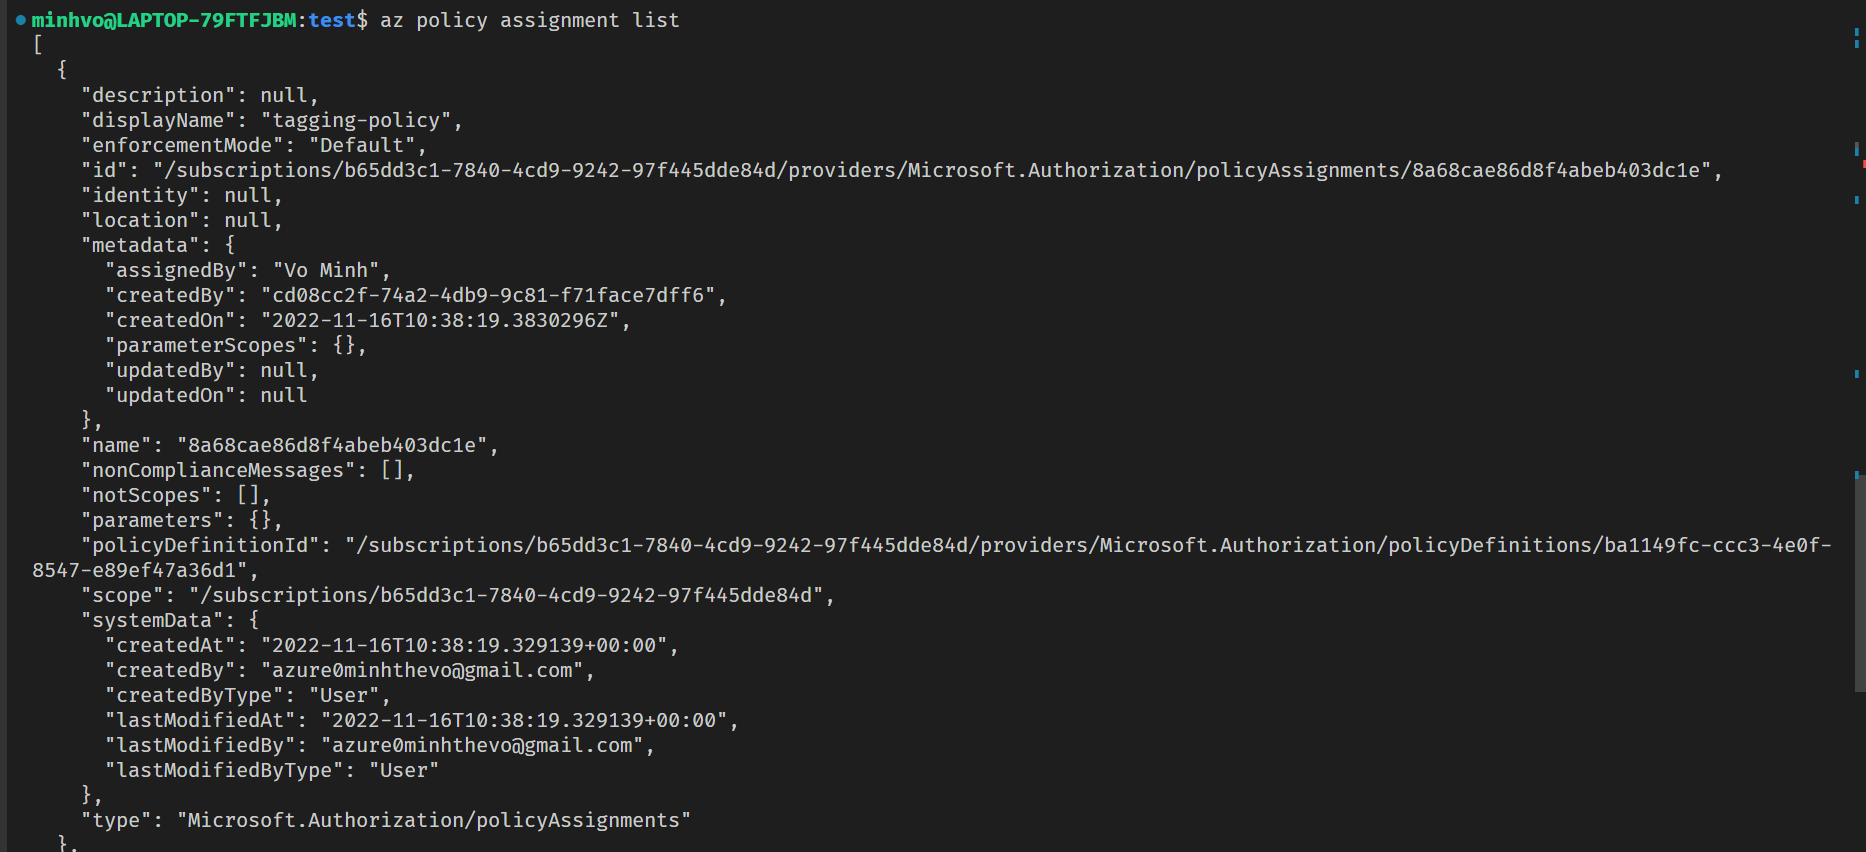 minhvo@LAPTOP-79FTFJBM:test$ az policy assignment list
[
  {
    "description": null,
    "displayName": "tagging-policy",
    "enforcementMode": "Default",
    "id": "/subscriptions/b65dd3c1-7840-4cd9-9242-97f445dde84d/providers/Microsoft.Authorization/policyAssignments/8a68cae86d8f4abeb403dc1e",
    "identity": null,
    "location": null,
    "metadata": {
      "assignedBy": "Vo Minh",
      "createdBy": "cd08cc2f-74a2-4db9-9c81-f71face7dff6",
      "createdOn": "2022-11-16T10:38:19.3830296Z",
      "parameterScopes": {},
      "updatedBy": null,
      "updatedOn": null
    },
    "name": "8a68cae86d8f4abeb403dc1e",
    "nonComplianceMessages": [],
    "notScopes": [],
    "parameters": {},
    "policyDefinitionId": "/subscriptions/b65dd3c1-7840-4cd9-9242-97f445dde84d/providers/Microsoft.Authorization/policyDefinitions/ba1149fc-ccc3-4e0f-
8547-e89ef47a36d1",
    "scope": "/subscriptions/b65dd3c1-7840-4cd9-9242-97f445dde84d",
    "systemData": {
      "createdAt": "2022-11-16T10:38:19.329139+00:00",
      "createdBy": "azure0minhthevo@gmail.com",
      "createdByType": "User",
      "lastModifiedAt": "2022-11-16T10:38:19.329139+00:00",
      "lastModifiedBy": "azure0minhthevo@gmail.com",
      "lastModifiedByType": "User"
    },
    "type": "Microsoft.Authorization/policyAssignments"
  },